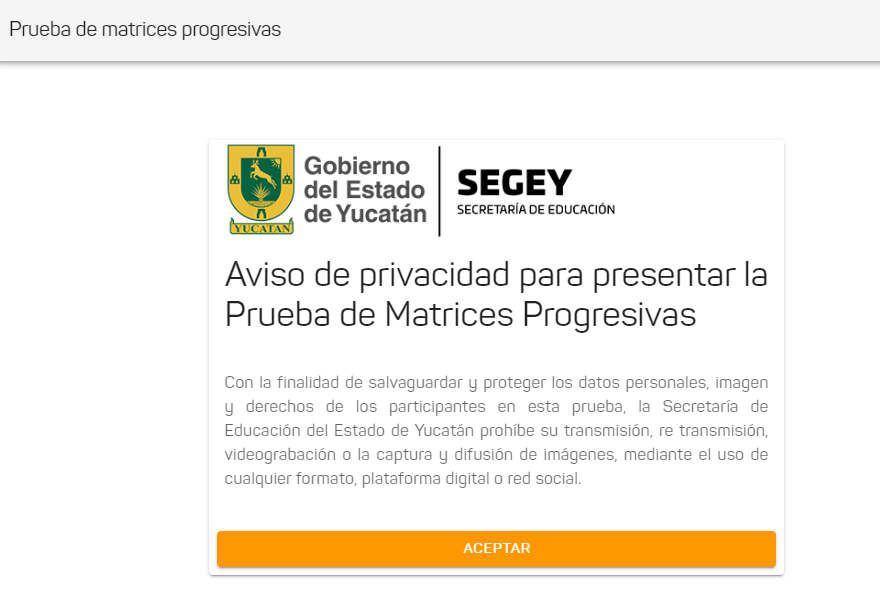 Prueba de matrices progresivas
Gobierno
del Estado
de Yucatán
YUCATAN
SEGEY
SECRETARÍA DE EDUCACIÓN
Aviso de privacidad para presentar la
Prueba de Matrices Progresivas
Con la finalidad de salvaguardar y proteger los datos personales, imagen
y derechos de los participantes en esta prueba, la Secretaría de
Educación del Estado de Yucatán prohíbe su transmisión, re transmisión,
videograbación o la captura y difusión de imágenes, mediante el uso de
cualquier formato, plataforma digital o red social.
ACEPTAR